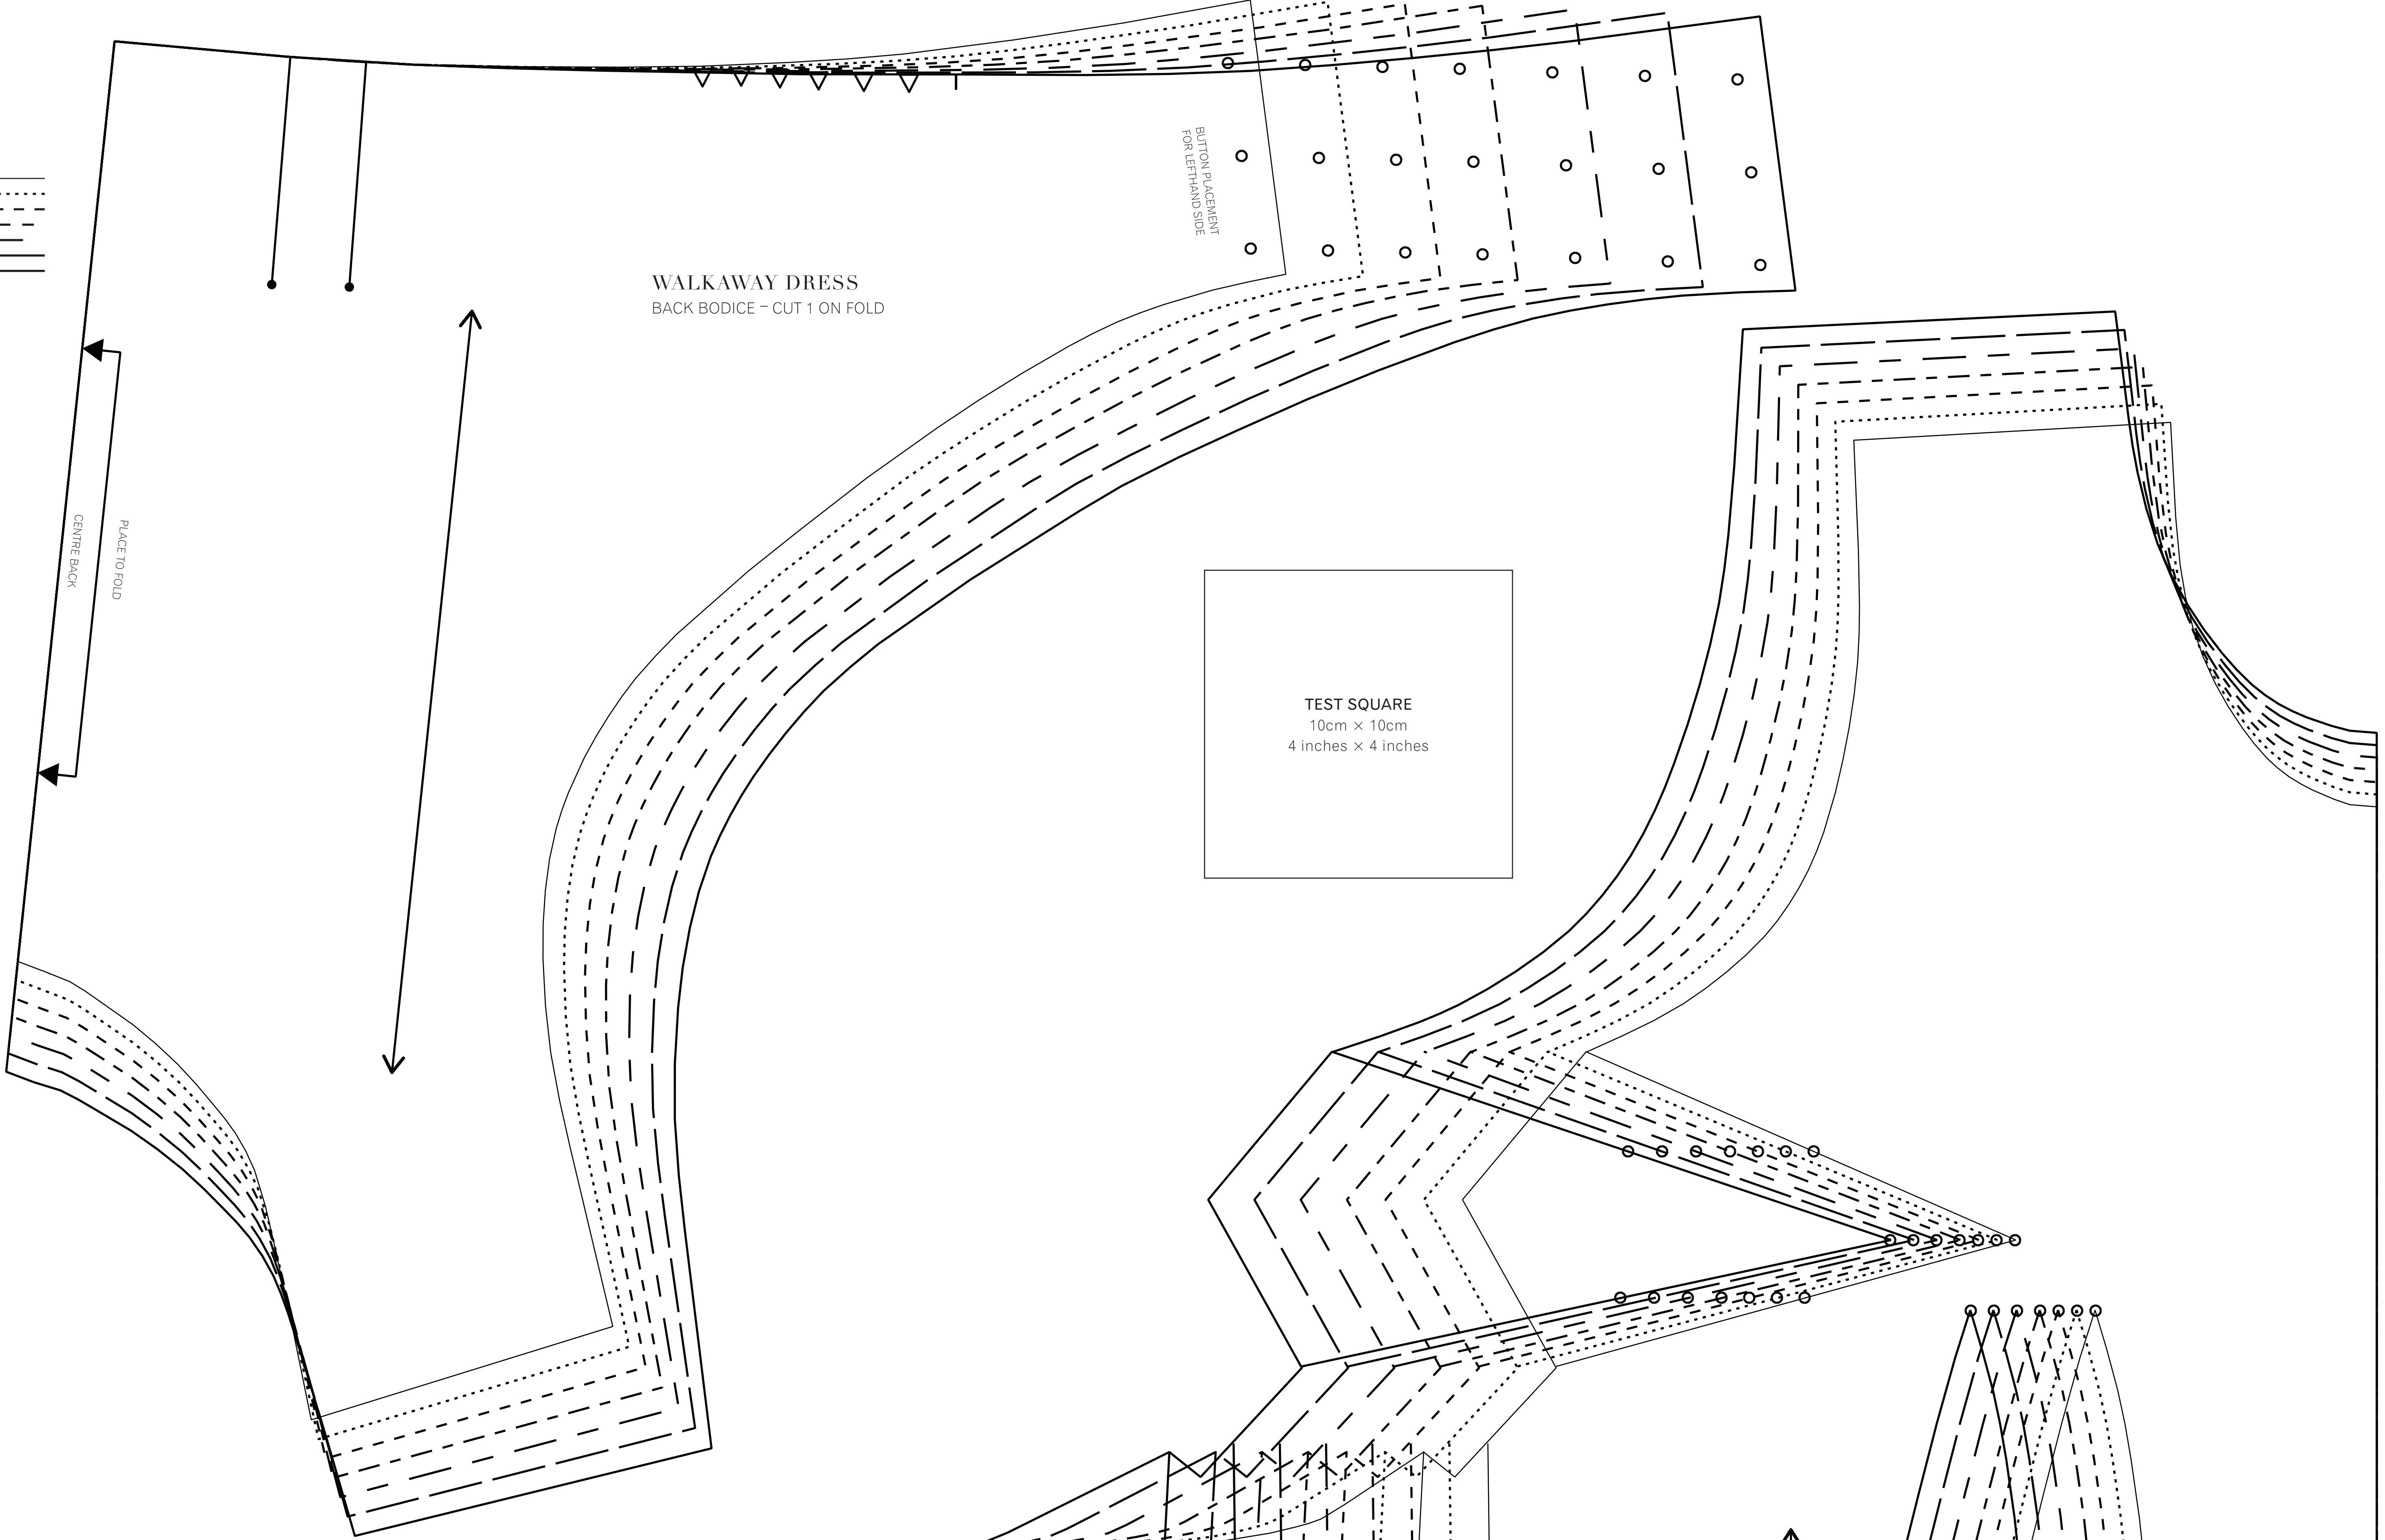 BUTTON PLACEMENT
FOR LEFTHAND SIDE
WALKAWAY DRESS
BACK BODICE – CUT 1 ON FOLD
PLACE TO FOLD
CENTRE BACK
TEST SQUARE
10cm × 10cm
4 inches × 4 inches